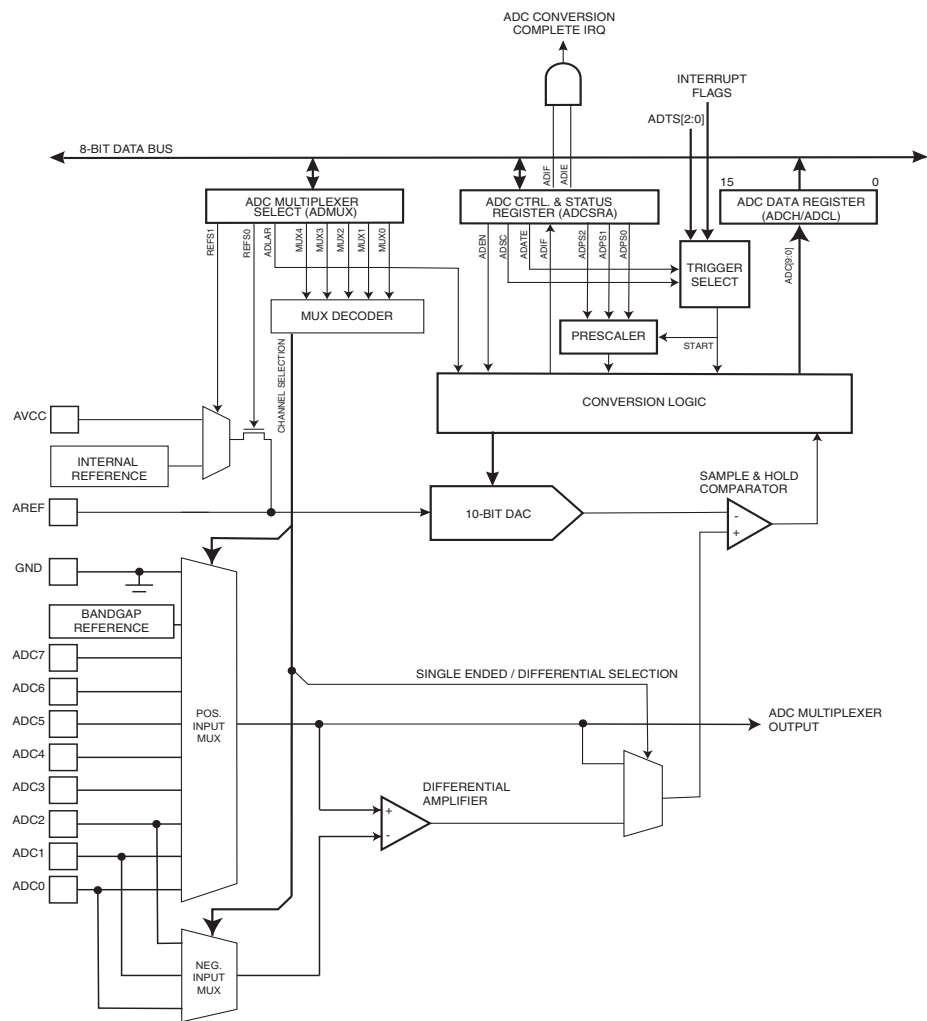 ADC CONVERSION
COMPLETE IRQ
INTERRUPT
FLAGS
ADTS[2:0]
8-BIT DATA BUS
ADIF
ADIE
15
0
ADC MULTIPLEXER
SELECT (ADMUX)
ADC CTRL. & STATUS
REGISTER (ADCSRA)
ADC DATA REGISTER
(ADCH/ADCL)
REFS1
REFS0
ADLAR
MUX4
MUX3
MUX2
MUX1
MUX0
ADEN
ADSC
ADATE
ADIF
ADPS2
ADPS1
ADPS0
ADC[9:0]
TRIGGER
SELECT
MUX DECODER
PRESCALER
START
CHANNEL SELECTION
CONVERSION LOGIC
AVCC
INTERNAL
REFERENCE
SAMPLE & HOLD
COMPARATOR
AREF
10-BIT DAC
-
+
GND
BANDGAP
REFERENCE
ADC7
SINGLE ENDED / DIFFERENTIAL SELECTION
ADC6
ADC5
POS.
INPUT
MUX
ADC MULTIPLEXER
OUTPUT
ADC4
ADC3
DIFFERENTIAL
AMPLIFIER
+
-
ADC2
ADC1
ADC0
NEG.
INPUT
MUX